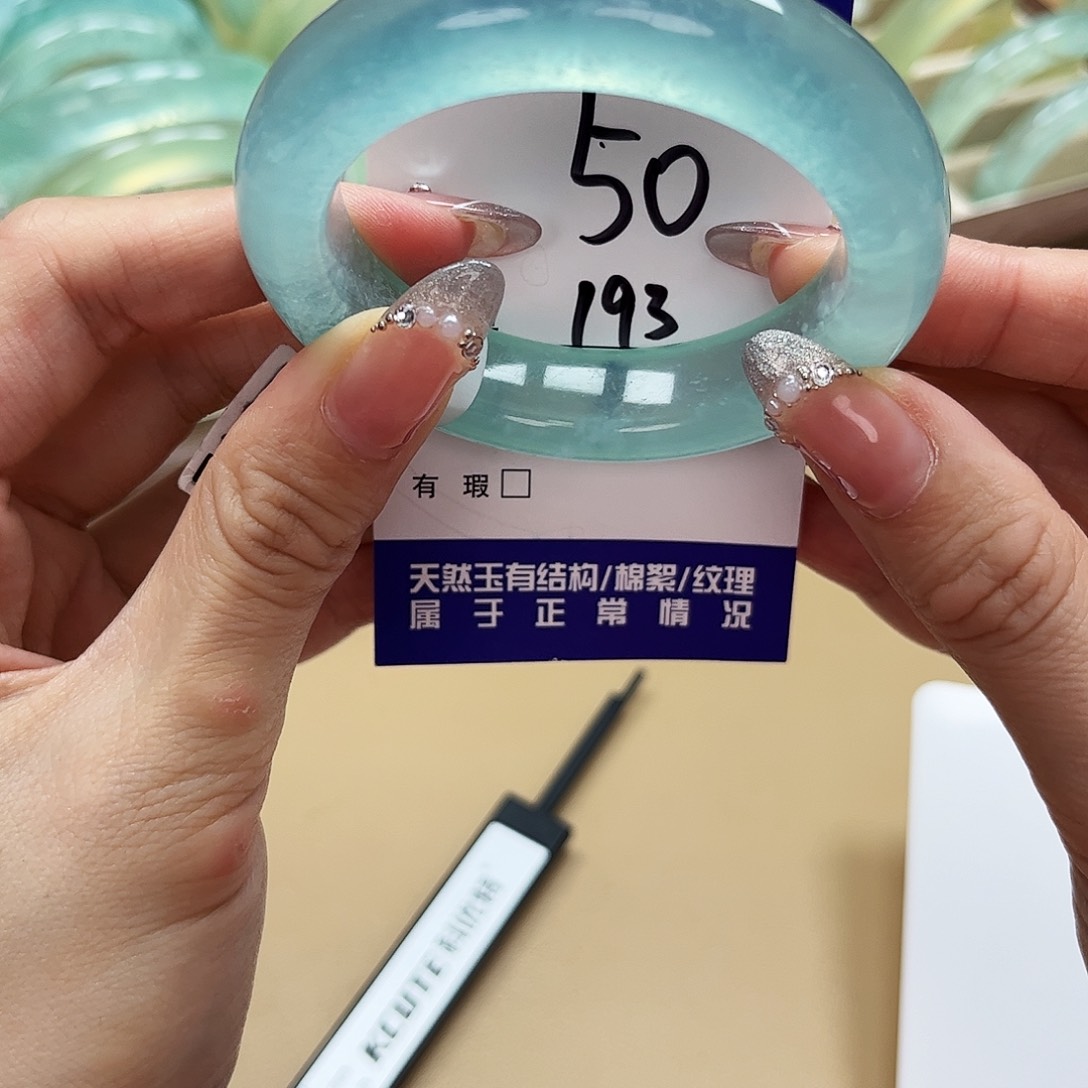 50
193
有 瑕□
天然玉有结构/棉絮/纹理
属于正常情况